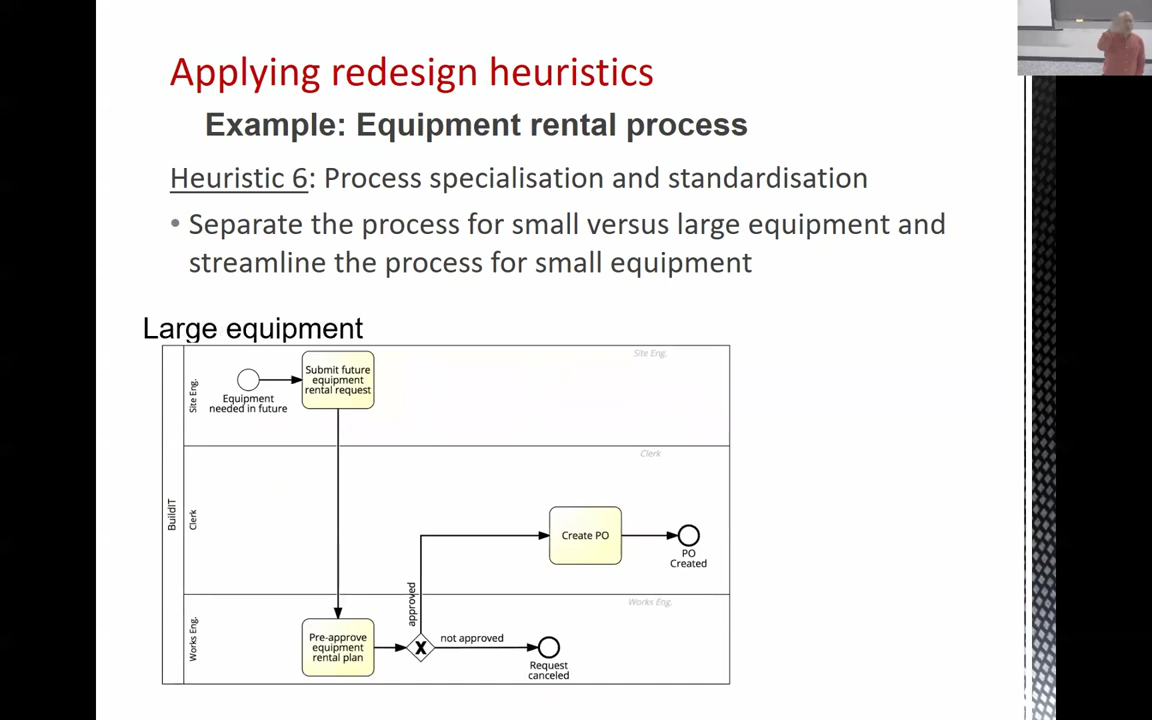 Applying redesign heuristics
Example: Equipment rental process
Heuristic 6: Process specialisation and standardisation
• Separate the process for small versus large equipment and
streamline the process for small equipment
Large equipment
BuildIT
Site Eng.
Site Eng.
Equipment
needed in future
Submit future
equipment
rental request
Clerk
Clerk
Create PO
PO
Created
Works Eng.
Works Eng.
Pre-approve
equipment
rental plan
X
approved
not approved
Request
canceled